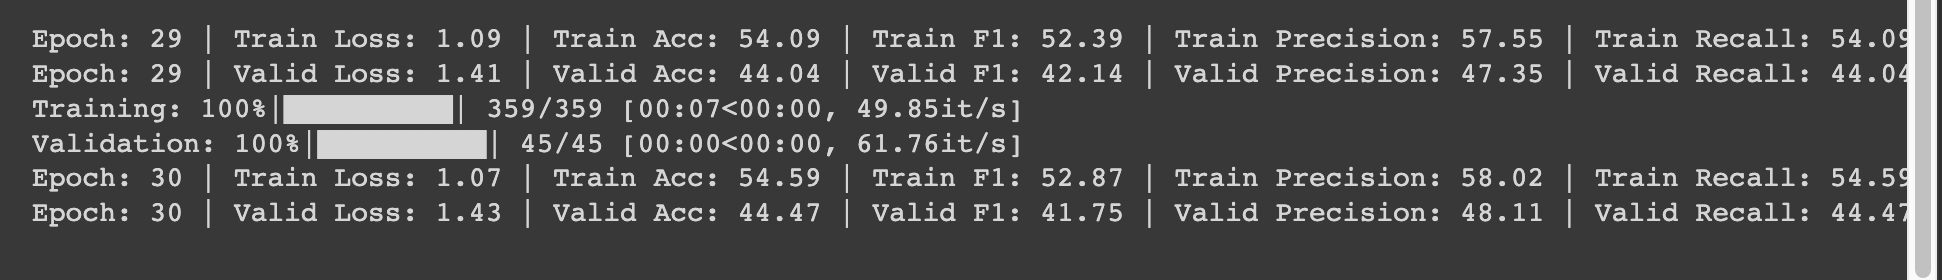 Epoch: 29 | Train Loss: 1.09 | Train Acc: 54.09 | Train F1: 52.39 | Train Precision: 57.55 | Train Recall: 54.09
Epoch: 29 | Valid Loss: 1.41 | Valid Acc: 44.04 | Valid F1: 42.14 | Valid Precision: 47.35 | Valid Recall: 44.04
Training: 100%|██████████| 359/359 [00:07<00:00, 49.85it/s]
Validation: 100%|██████████| 45/45 [00:00<00:00, 61.76it/s]
Epoch: 30 | Train Loss: 1.07 | Train Acc: 54.59 | Train F1: 52.87 | Train Precision: 58.02 | Train Recall: 54.59
Epoch: 30 | Valid Loss: 1.43 | Valid Acc: 44.47 | Valid F1: 41.75 | Valid Precision: 48.11 | Valid Recall: 44.47